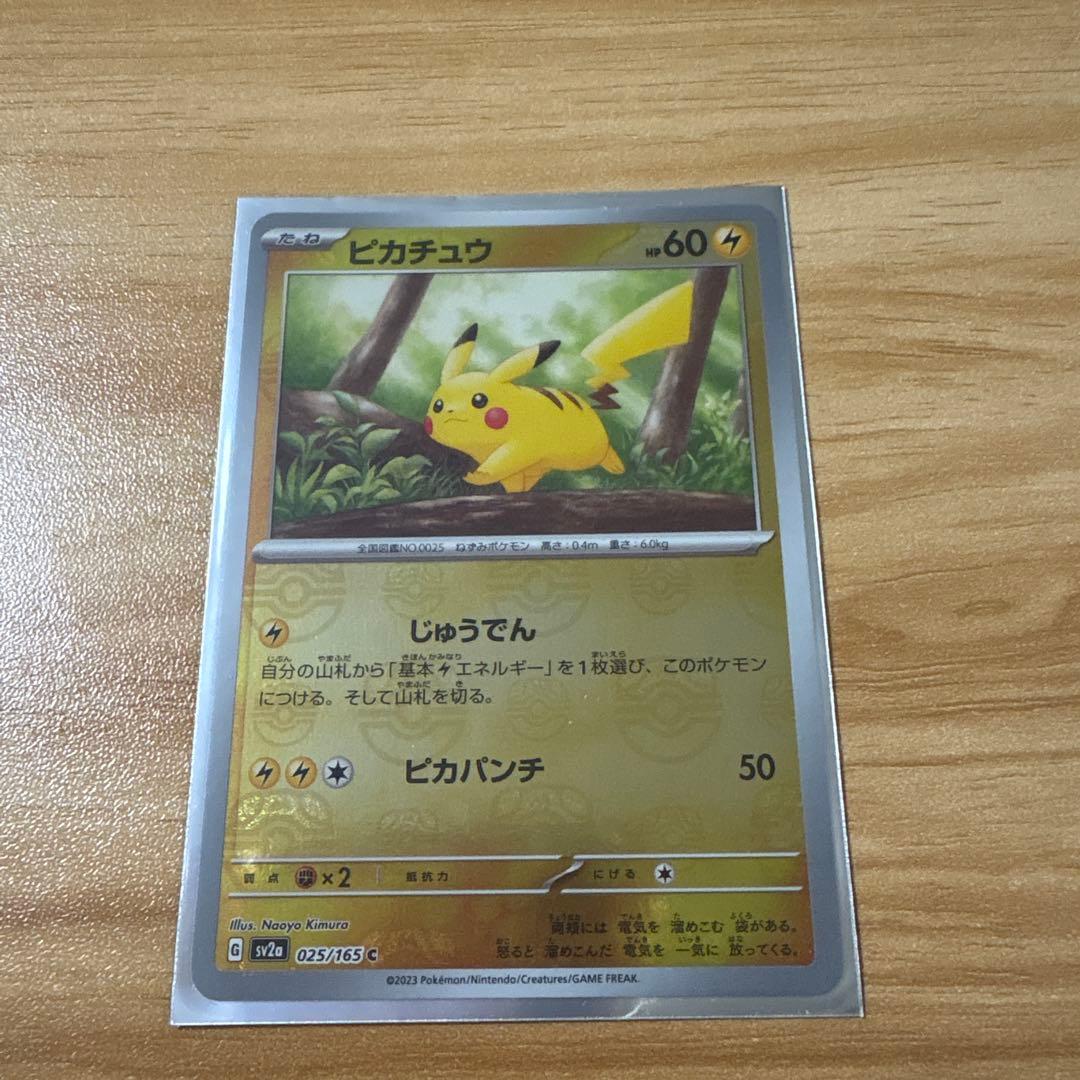 たね ピカチュウ HP 60
全国図鑑NO.0025 ねずみポケモン 高さ:0.4m 重さ:6.0kg
じゅうでん
自分の山札から「基本エネルギー」を1枚選び、このポケモン
につける。そして山札を切る。
ピカパンチ 50
弱点 ×2 抵抗力 にげる
Illus. Naoyo Kimura
両頬には 電気を 溜めこむ 袋がある。
怒ると 溜めこんだ 電気を 一気に 放ってくる。
G sv2a 025/165 C
©2023 Pokémon/Nintendo/Creatures/GAME FREAK.